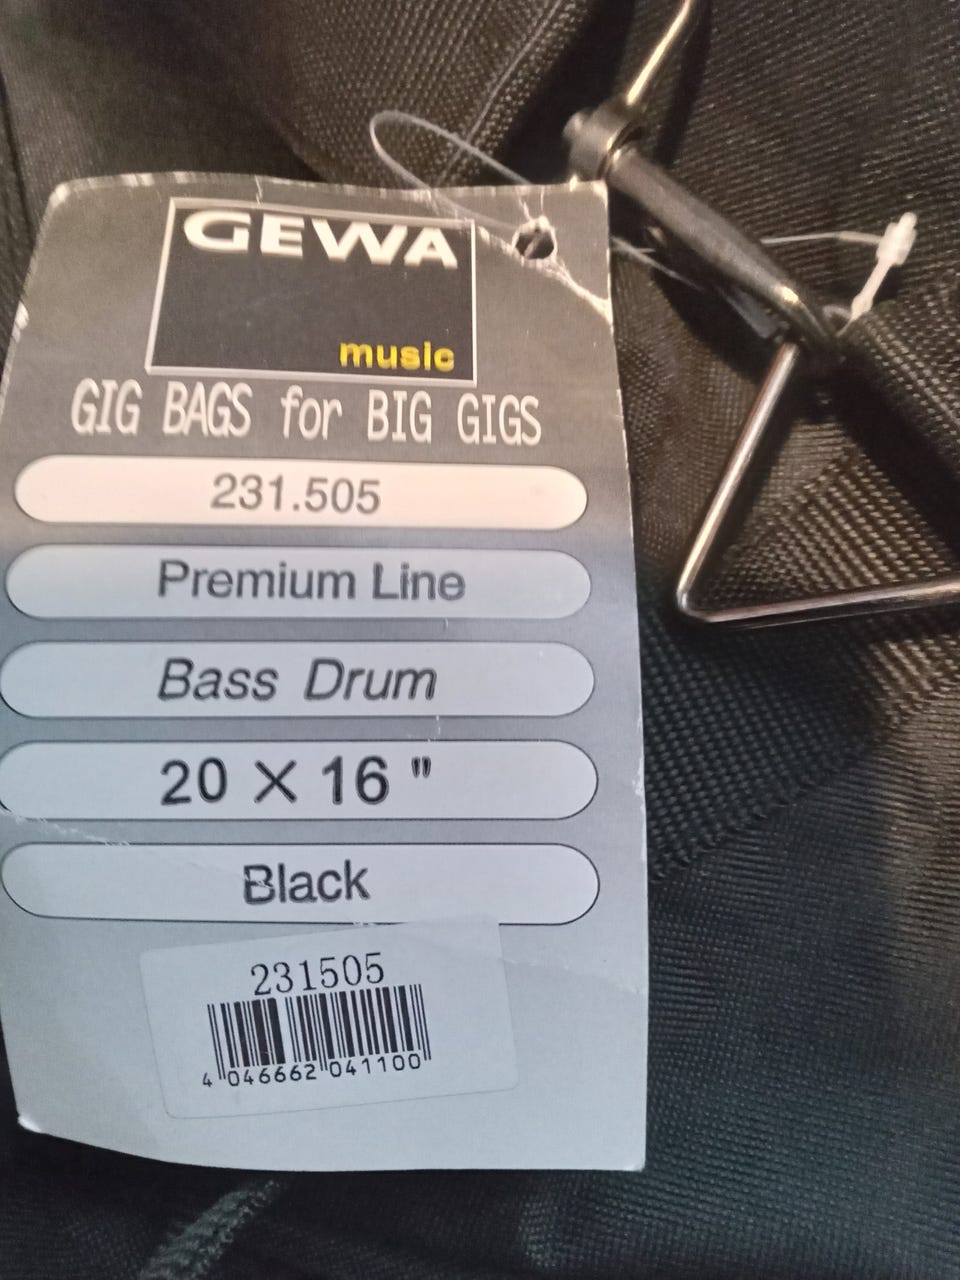 GEWA
music
GIG BAGS for BIG GIGS
231.505
Premium Line
Bass Drum
20 X 16 "
Black
231505
4 046662 041100